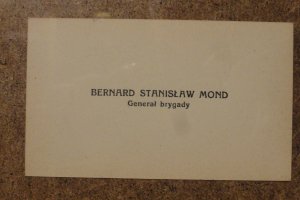 BERNARD STANISŁAW MOND
Generał brygady